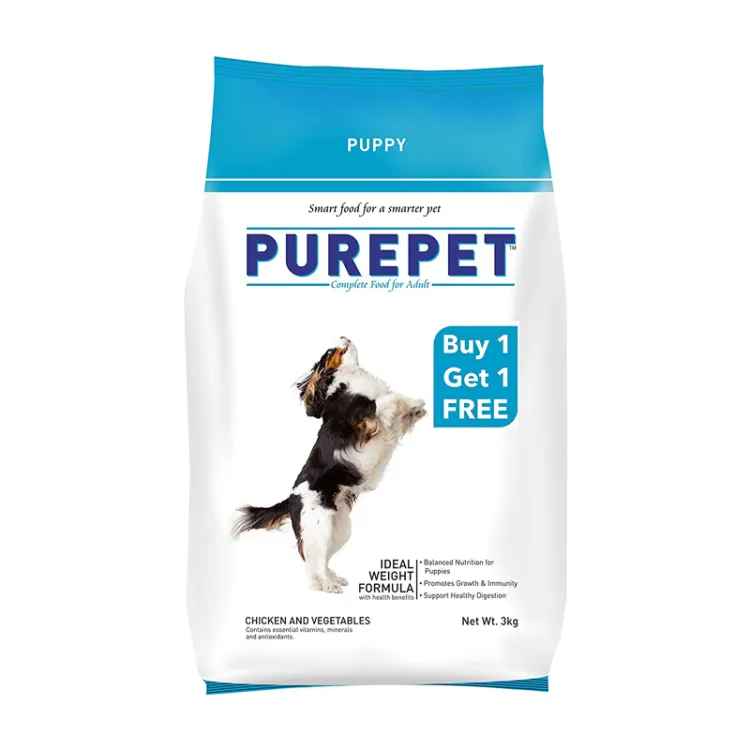 PUPPY
Smart food for a smarter pet
PUREPET™
Complete Food for Adult
Buy 1
Get 1
FREE
IDEAL
WEIGHT
FORMULA
with health benefits
• Balanced Nutrition for
Puppies
• Promotes Growth & Immunity
• Support Healthy Digestion
CHICKEN AND VEGETABLES
Contains essential vitamins, minerals
and antioxidants.
Net Wt. 3kg